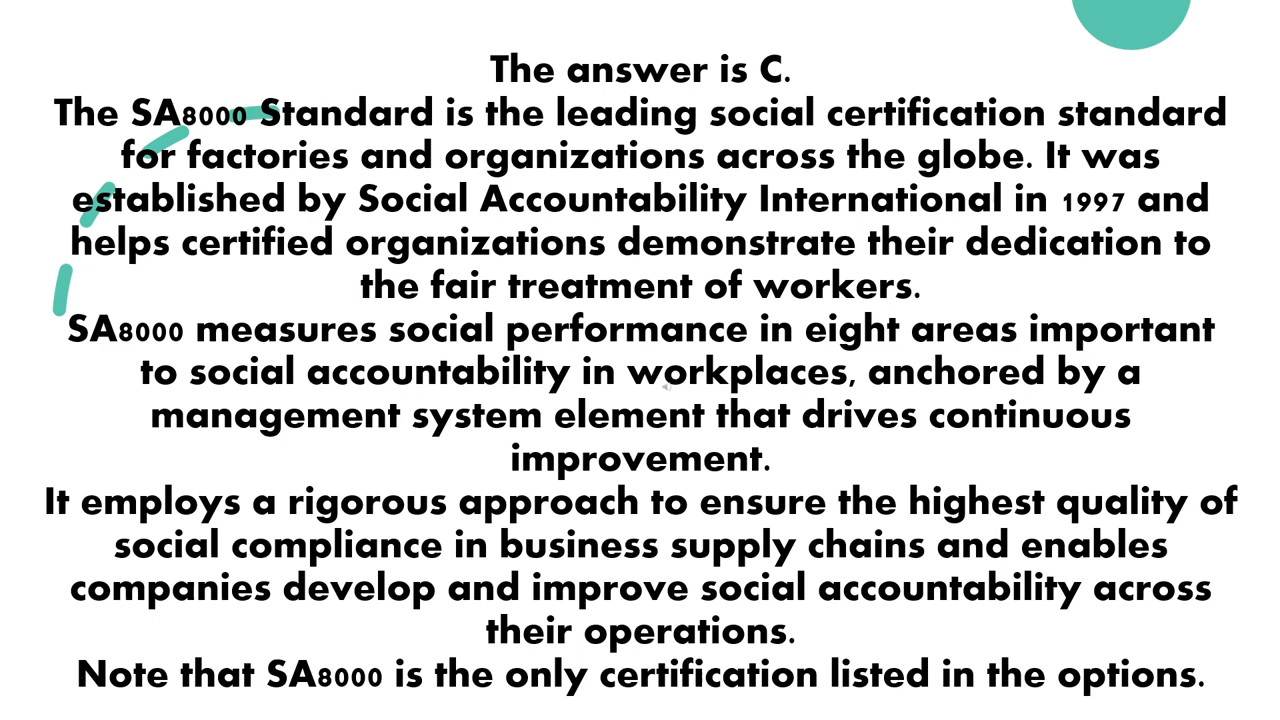 The answer is C.
The SA8000 Standard is the leading social certification standard
for factories and organizations across the globe. It was
established by Social Accountability International in 1997 and
helps certified organizations demonstrate their dedication to
the fair treatment of workers.
SA8000 measures social performance in eight areas important
to social accountability in workplaces, anchored by a
management system element that drives continuous
improvement.
It employs a rigorous approach to ensure the highest quality of
social compliance in business supply chains and enables
companies develop and improve social accountability across
their operations.
Note that SA8000 is the only certification listed in the options.